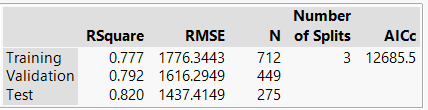 Number
RSquare RMSE N of Splits AICc
Training 0.777 1776.3443 712 3 12685.5
Validation 0.792 1616.2949 449
Test 0.820 1437.4149 275